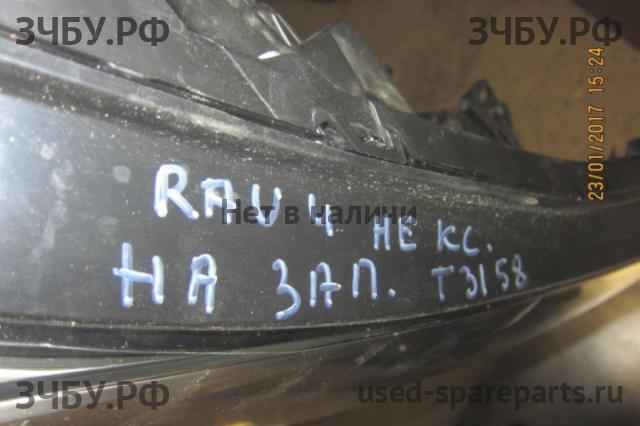 ЗЧБУ.РФ
ЗЧБУ.РФ
23/01/2017 15:24
RAV 4 НЕ КС.
Нет в наличи
НА ЗАП. Т3158
ЗЧБУ.РФ
used-spareparts.ru